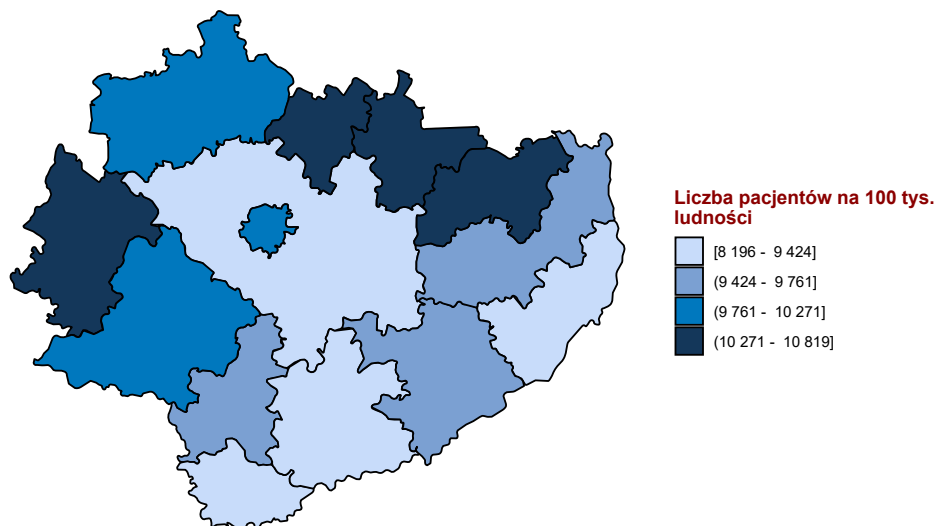 Liczba pacjentów na 100 tys.
ludności
[8 196 - 9 424]
(9 424 - 9 761]
(9 761 - 10 271]
(10 271 - 10 819]